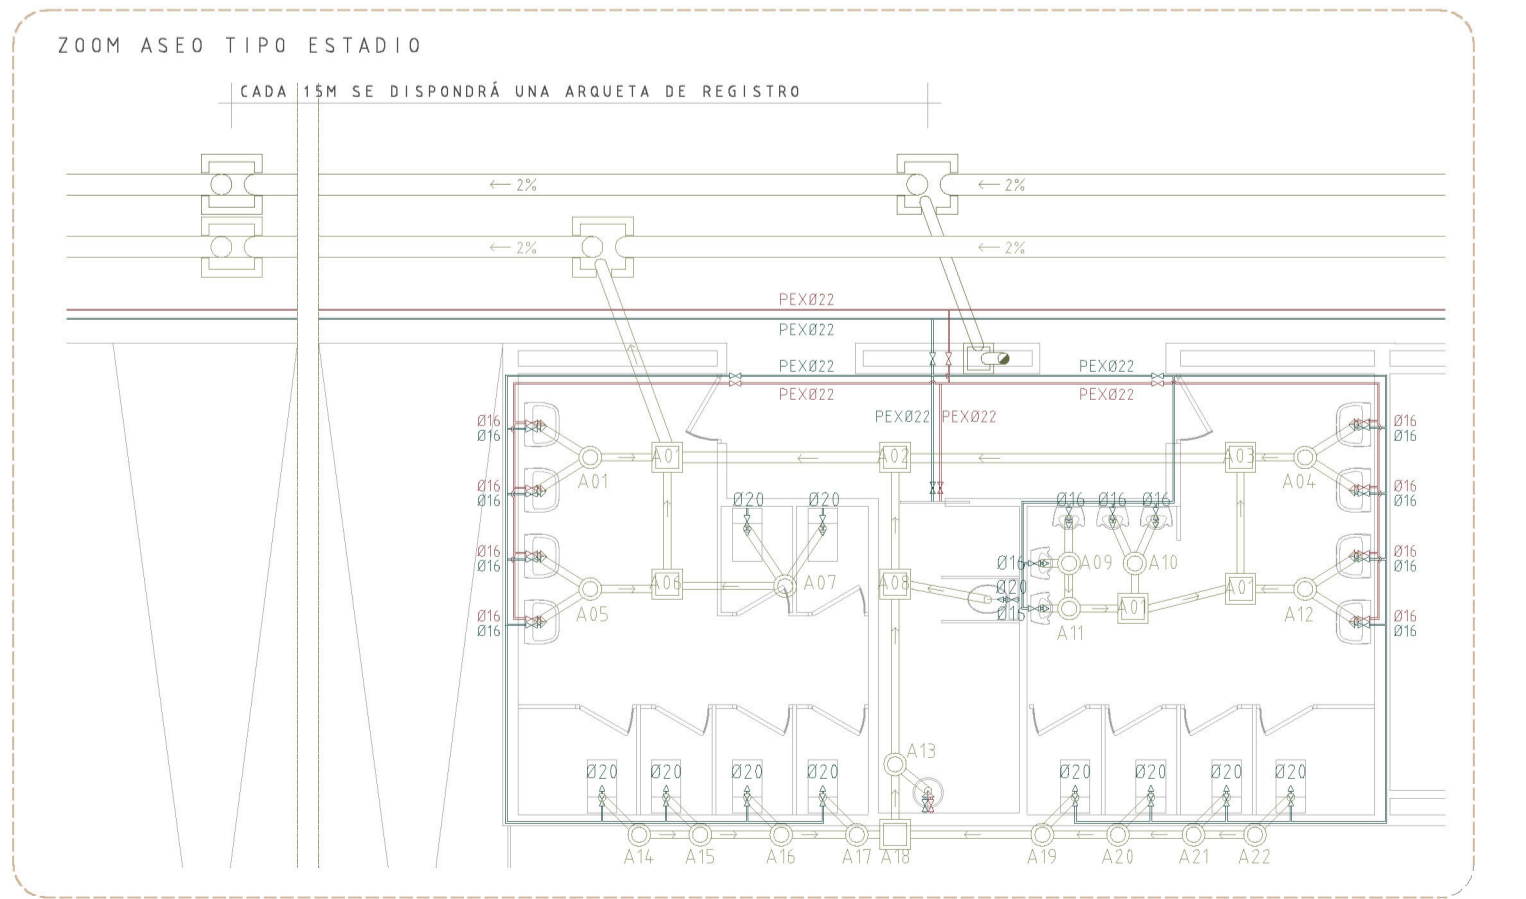 ZOOM ASEO TIPO ESTADIO
CADA 15M SE DISPONDRÁ UNA ARQUETA DE REGISTRO
← 2% ← 2%
← 2% ← 2%
PEXØ22
PEXØ22
PEXØ22 PEXØ22
PEXØ22 PEXØ22
PEXØ22 PEXØ22
Ø16 Ø16
Ø16 Ø16
A01 A02 A03
A01 A04
Ø16 Ø16
Ø16 Ø16
Ø20 Ø20 Ø16 Ø16 Ø16
Ø16 Ø16
Ø16 Ø16
Ø16 A09 A10
A06 A07 A08 Ø20 A01
A05 Ø16 A01 A12
A11
Ø16 Ø16
Ø16 Ø16
A13
Ø20 Ø20 Ø20 Ø20 Ø20 Ø20 Ø20 Ø20
A14 A15 A16 A17 A18 A19 A20 A21 A22